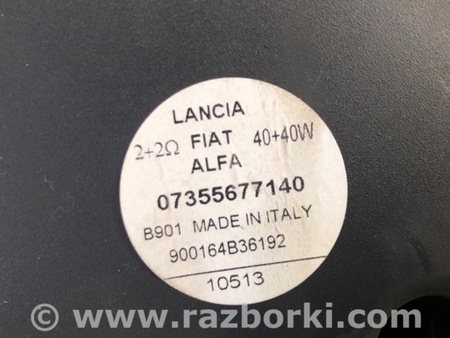 LANCIA
2+2Ω FIAT 40+40W
ALFA
07355677140
B901 MADE IN ITALY
900164B36192
10513
© www.razborki.com